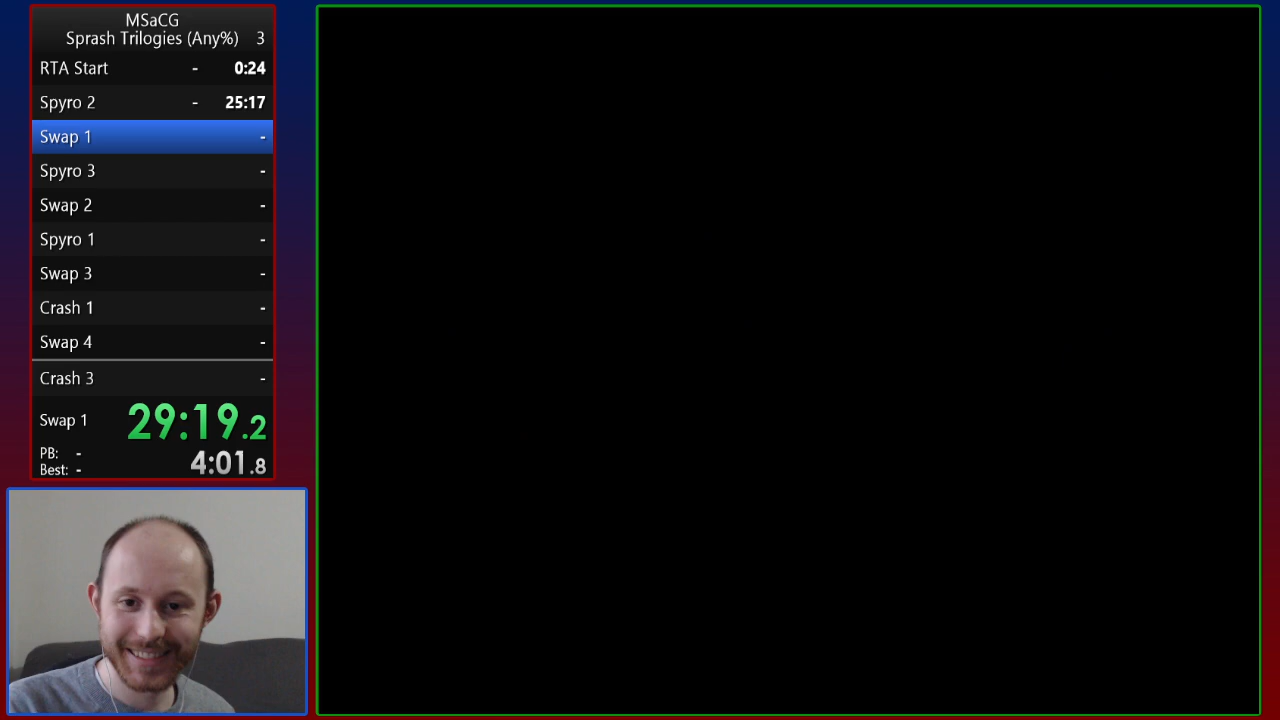 MSaCG
Sprash Trilogies (Any%) 3
RTA Start - 0:24
Spyro 2 - 25:17
Swap 1 -
Spyro 3 -
Swap 2 -
Spyro 1 -
Swap 3 -
Crash 1 -
Swap 4 -
Crash 3 -
Swap 1 29:19.2
PB: - 4:01.8
Best: -